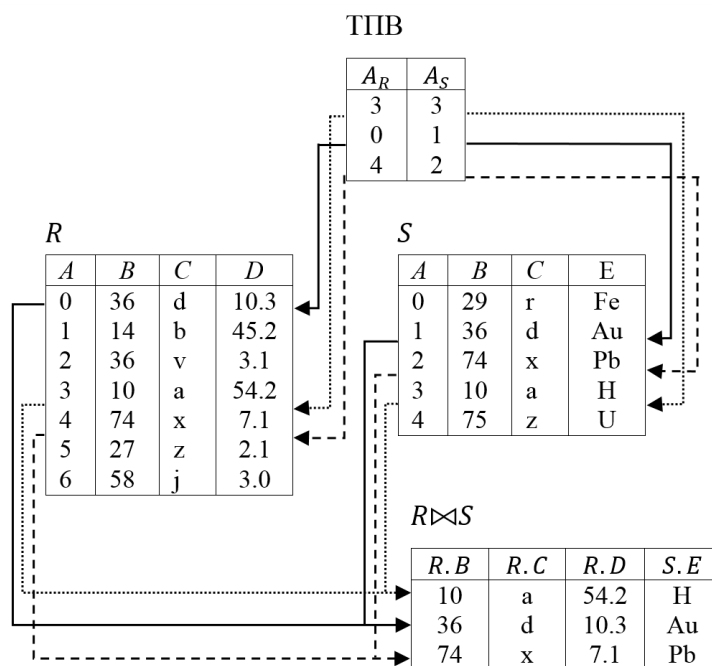 ТПВ
A_R A_S
3 3
0 1
4 2
R
A B C D
0 36 d 10.3
1 14 b 45.2
2 36 v 3.1
3 10 a 54.2
4 74 x 7.1
5 27 z 2.1
6 58 j 3.0
S
A B C E
0 29 r Fe
1 36 d Au
2 74 x Pb
3 10 a H
4 75 z U
R⋈S
R.B R.C R.D S.E
10 a 54.2 H
36 d 10.3 Au
74 x 7.1 Pb